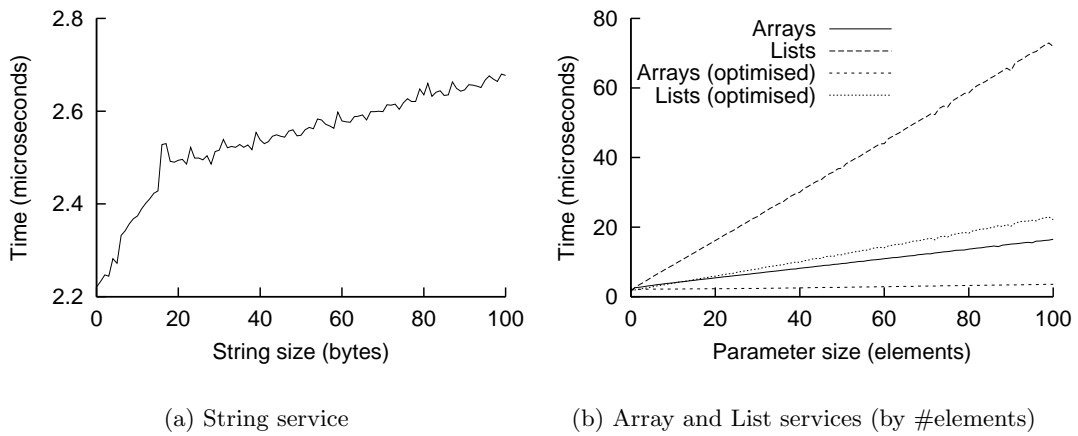 2.8
2.6
2.4
2.2
Time (microseconds)
0 20 40 60 80 100
String size (bytes)
(a) String service
80
60
40
20
0
Time (microseconds)
Arrays
Lists
Arrays (optimised)
Lists (optimised)
0 20 40 60 80 100
Parameter size (elements)
(b) Array and List services (by #elements)